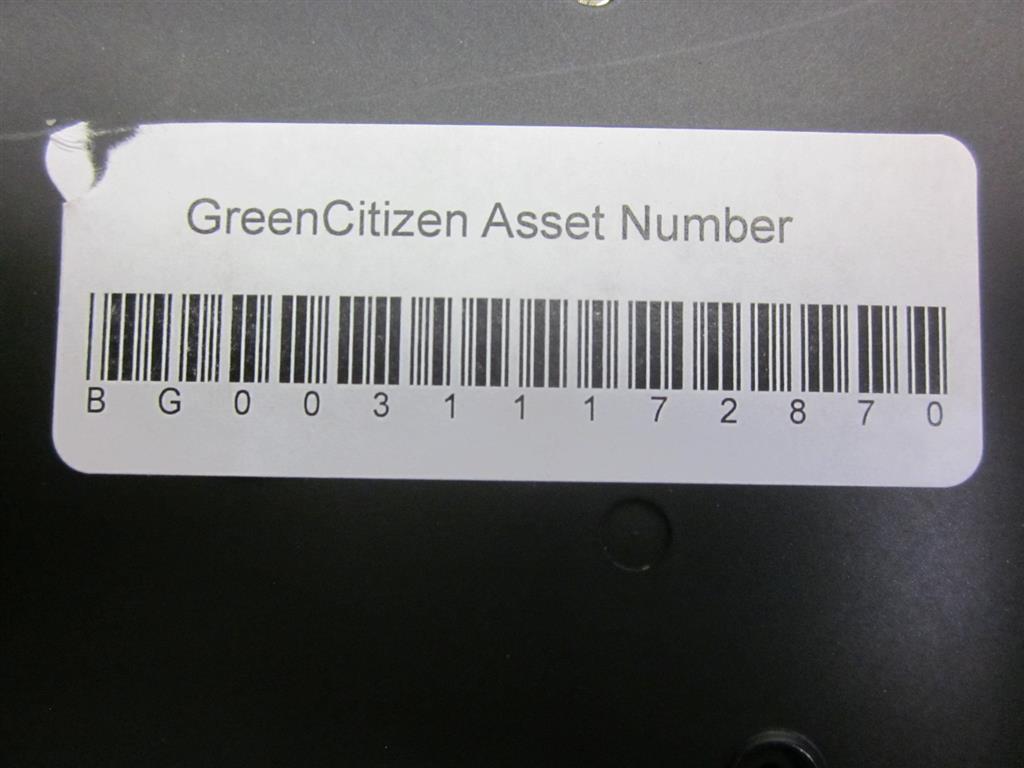 GreenCitizen Asset Number
B G 0 0 3 1 1 1 7 2 8 7 0